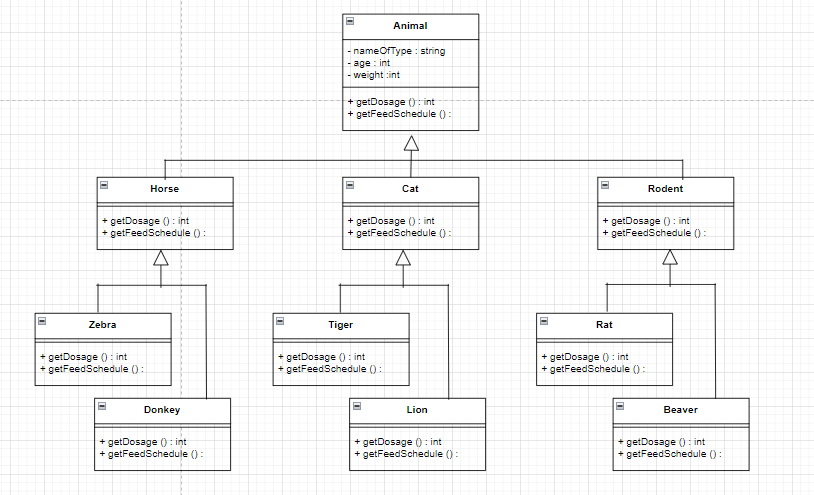 Animal
- nameOfType : string
- age : int
- weight :int
+ getDosage () : int
+ getFeedSchedule () :
Horse
+ getDosage () : int
+ getFeedSchedule () :
Cat
+ getDosage () : int
+ getFeedSchedule () :
Rodent
+ getDosage () : int
+ getFeedSchedule () :
Zebra
+ getDosage () : int
+ getFeedSchedule () :
Tiger
+ getDosage () : int
+ getFeedSchedule () :
Rat
+ getDosage () : int
+ getFeedSchedule () :
Donkey
+ getDosage () : int
+ getFeedSchedule () :
Lion
+ getDosage () : int
+ getFeedSchedule () :
Beaver
+ getDosage () : int
+ getFeedSchedule () :